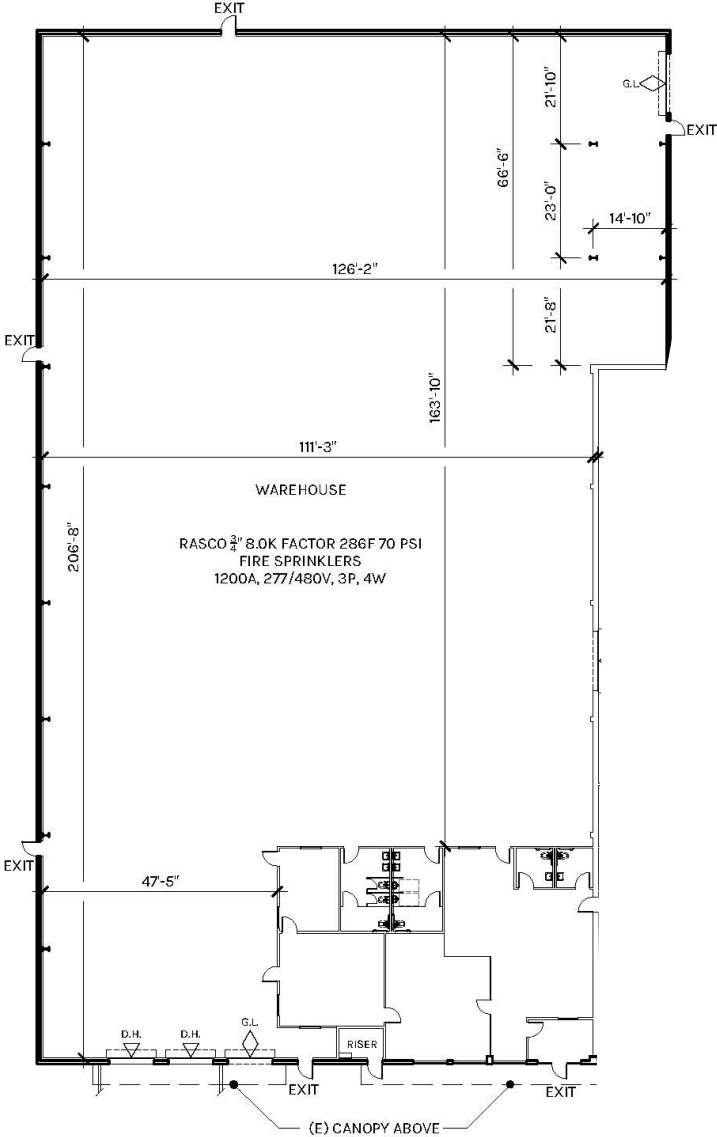 EXIT
21'-10"
G.L.
EXIT
66'-6"
23'-0"
14'-10"
126'-2"
21'-8"
EXIT
163'-10"
111'-3"
WAREHOUSE
206'-8"
RASCO 3/4" 8.0K FACTOR 286F 70 PSI
FIRE SPRINKLERS
1200A, 277/480V, 3P, 4W
EXIT
47'-5"
D.H.
D.H.
G.L.
RISER
EXIT
EXIT
(E) CANOPY ABOVE